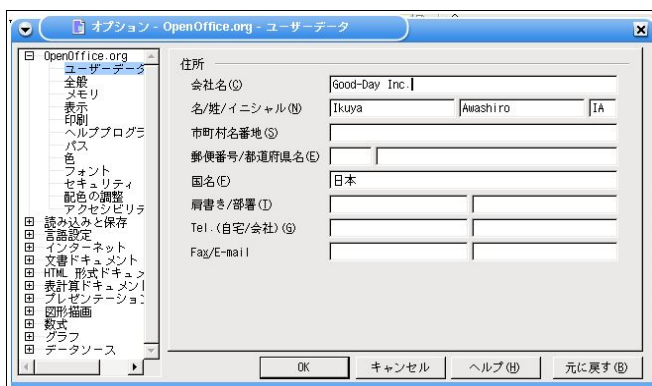 オプション - OpenOffice.org - ユーザーデータ
OpenOffice.org
ユーザーデータ
全般
メモリ
表示
印刷
ヘルププログラ
パス
色
フォント
セキュリティ
配色の調整
アクセシビリテ
読み込みと保存
言語設定
インターネット
文書ドキュメント
HTML 形式ドキュメ
表計算ドキュメント
プレゼンテーション
図形描画
数式
グラフ
データソース
住所
会社名(C) Good-Day Inc.
名/姓/イニシャル(N) Ikuya Awashiro IA
市町村名番地(S)
郵便番号/都道府県名(E)
国名(F) 日本
肩書き/部署(T)
Tel.(自宅/会社)(G)
Fax/E-mail
OK キャンセル ヘルプ(H) 元に戻す(B)